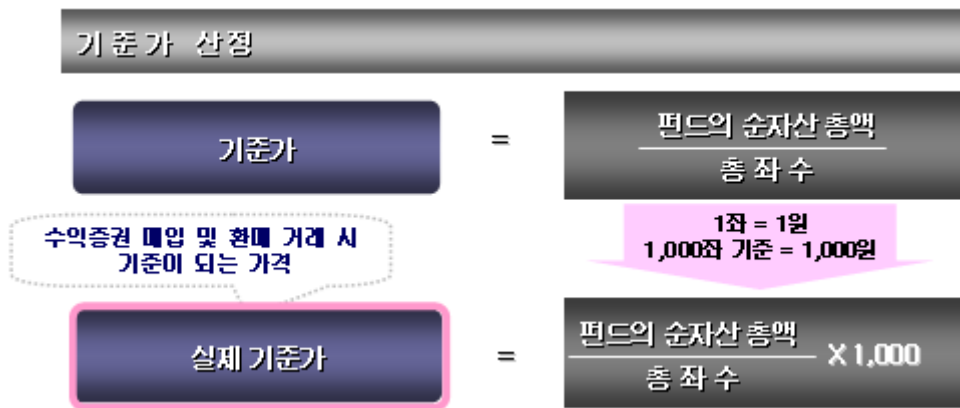 기준가 산정
기준가
=
펀드의 순자산 총액
총 좌 수
1좌 = 1원
1,000좌 기준 = 1,000원
수익증권 매입 및 환매 거래 시
기준이 되는 가격
실제 기준가
=
펀드의 순자산 총액
총 좌 수
X 1,000